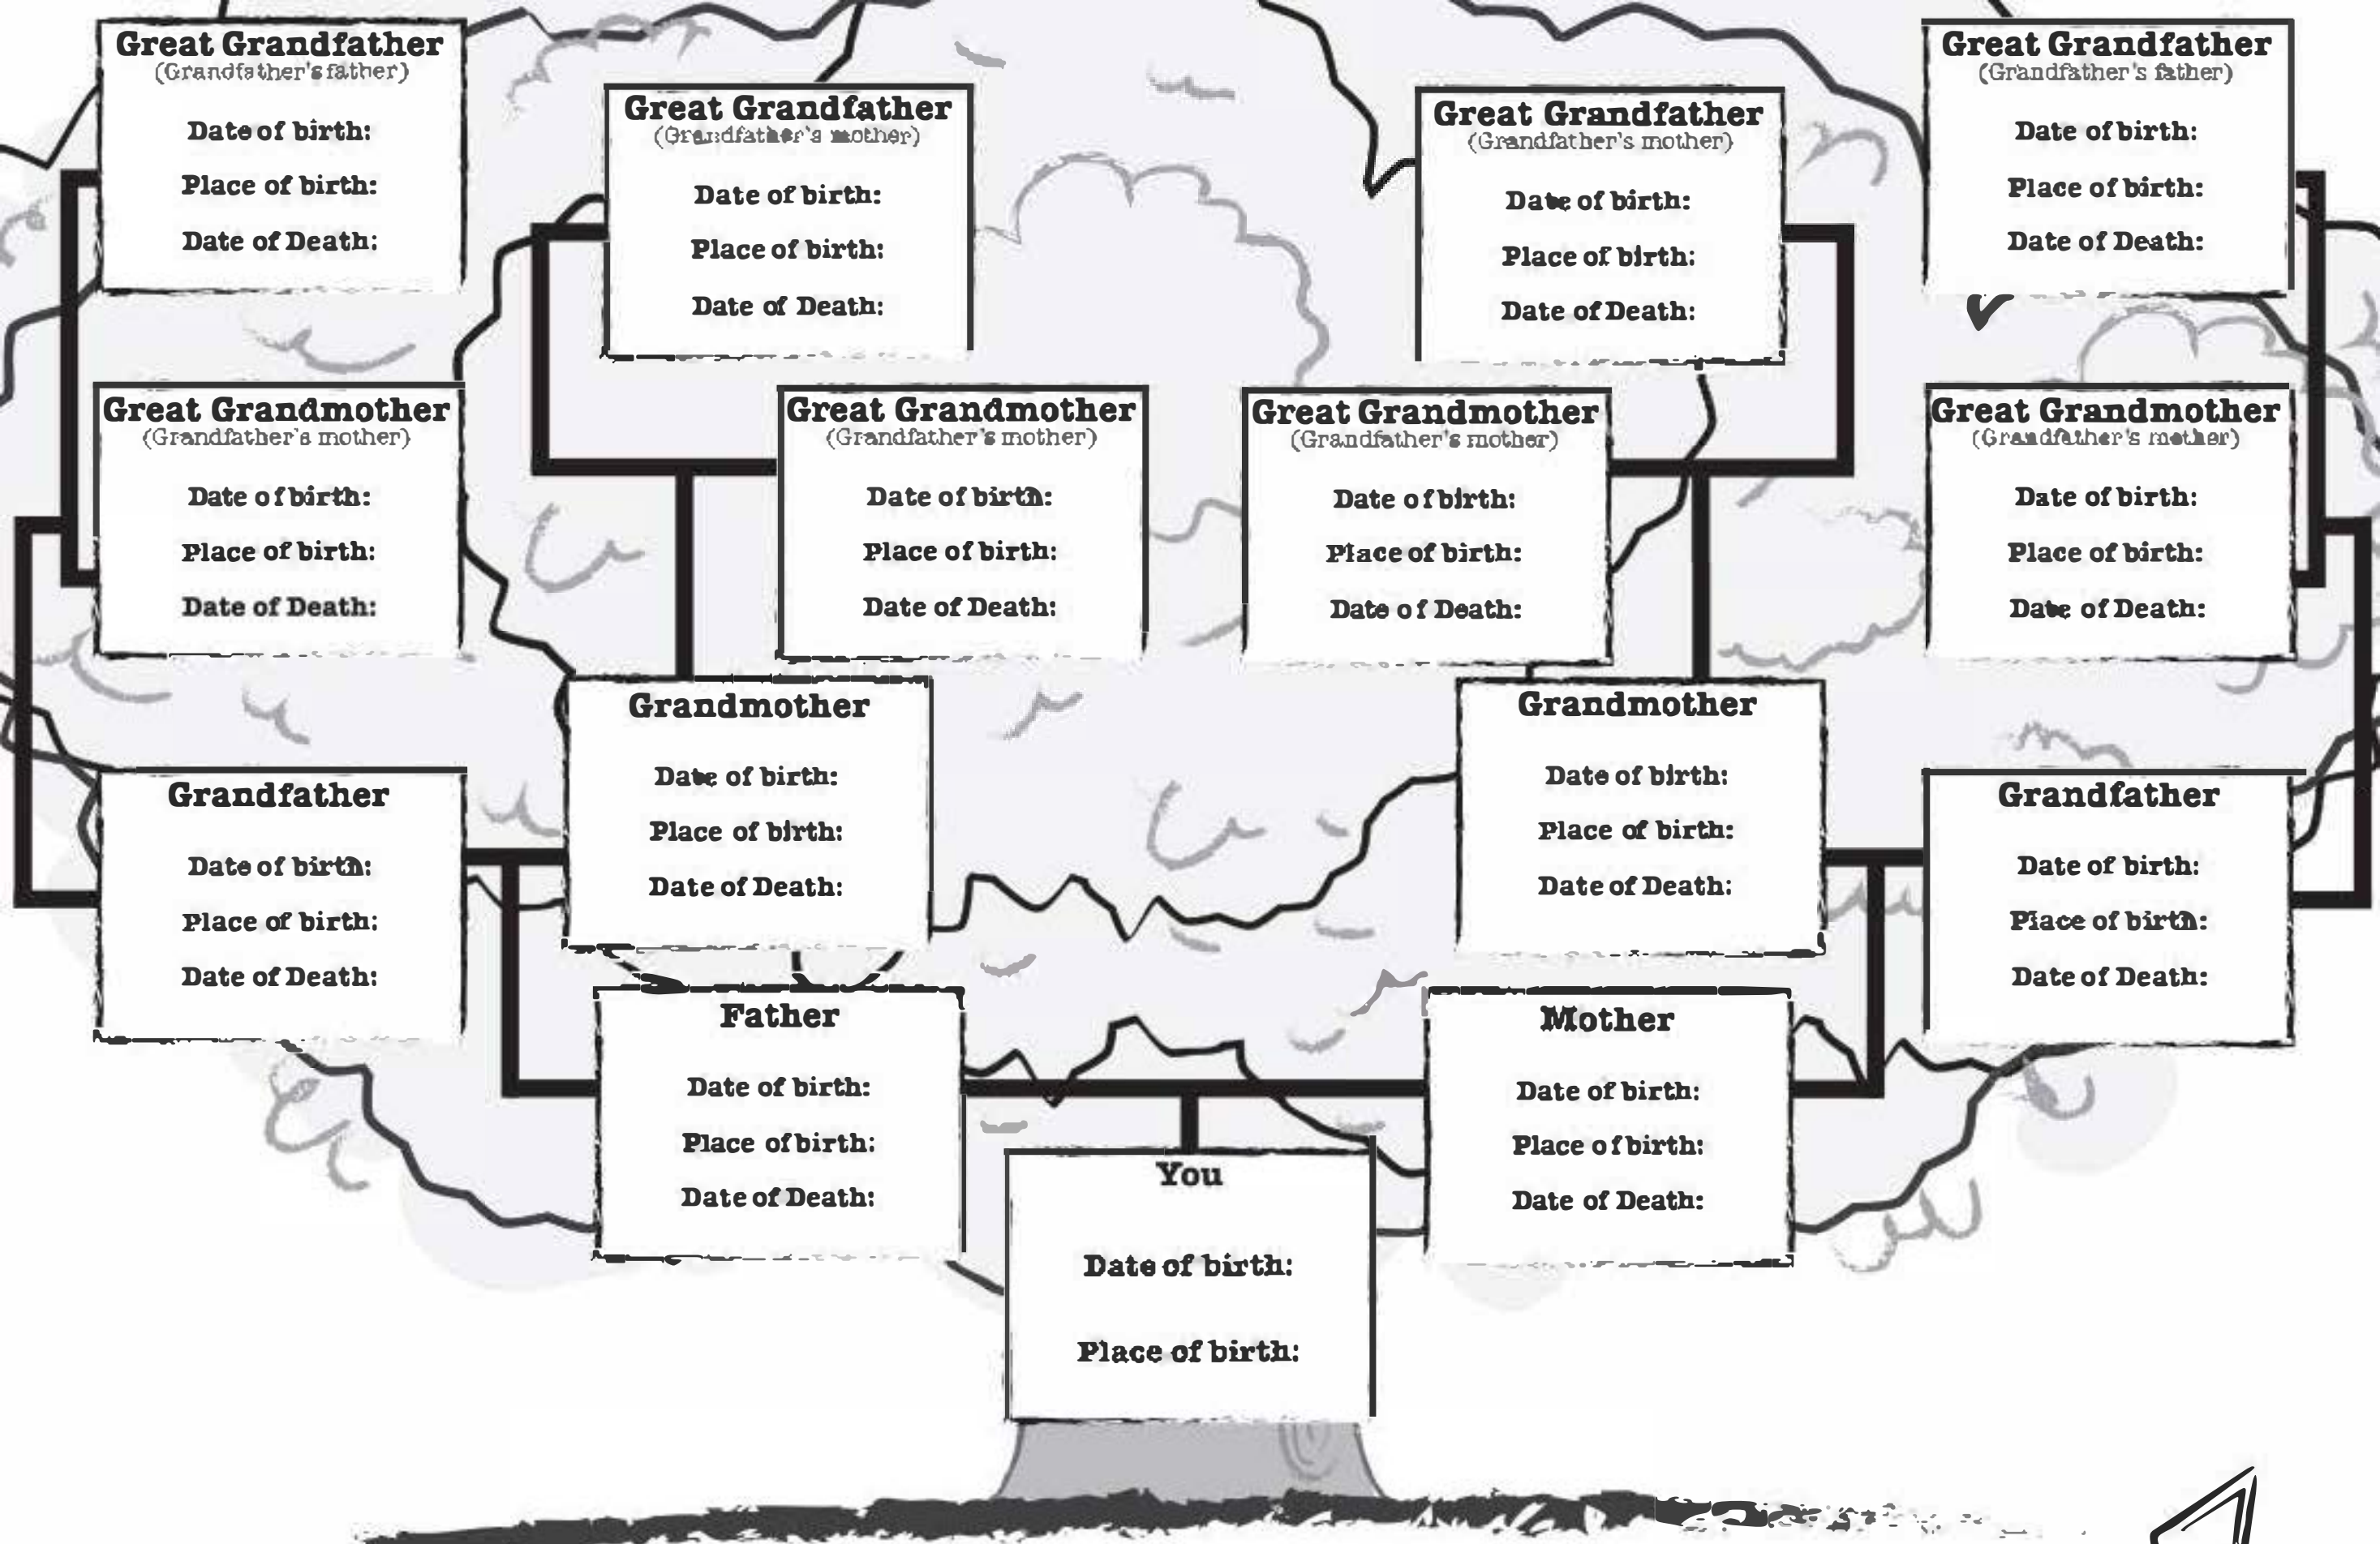 Great Grandfather
(Grandfather's father)
Date of birth:
Place of birth:
Date of Death:
Great Grandfather
(Grandfather's mother)
Date of birth:
Place of birth:
Date of Death:
Great Grandfather
(Grandfather's mother)
Date of birth:
Place of birth:
Date of Death:
Great Grandfather
(Grandfather's father)
Date of birth:
Place of birth:
Date of Death:
Great Grandmother
(Grandfather's mother)
Date of birth:
Place of birth:
Date of Death:
Great Grandmother
(Grandfather's mother)
Date of birth:
Place of birth:
Date of Death:
Great Grandmother
(Grandfather's mother)
Date of birth:
Place of birth:
Date of Death:
Great Grandmother
(Grandfather's mother)
Date of birth:
Place of birth:
Date of Death:
Grandfather
Date of birth:
Place of birth:
Date of Death:
Grandmother
Date of birth:
Place of birth:
Date of Death:
Grandmother
Date of birth:
Place of birth:
Date of Death:
Grandfather
Date of birth:
Place of birth:
Date of Death:
Father
Date of birth:
Place of birth:
Date of Death:
Mother
Date of birth:
Place of birth:
Date of Death:
You
Date of birth:
Place of birth: